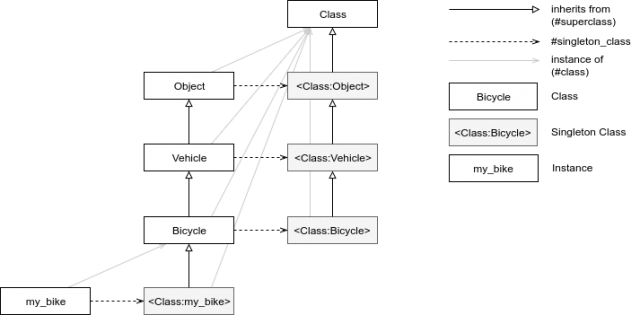 Class
inherits from
(#superclass)
#singleton_class
instance of
(#class)
Object
<Class:Object>
Bicycle
Class
<Class:Bicycle>
Singleton Class
Vehicle
<Class:Vehicle>
my_bike
Instance
Bicycle
<Class:Bicycle>
my_bike
<Class:my_bike>